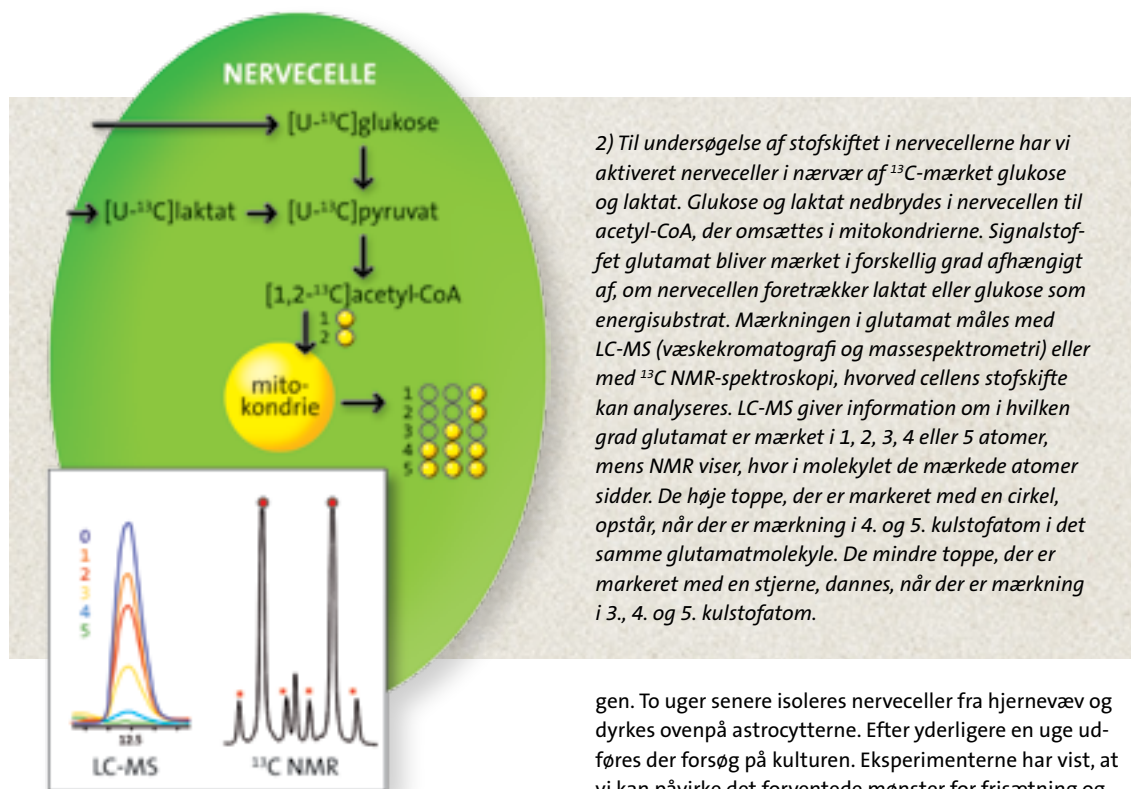 NERVECELLE
[U-¹³C]glukose
[U-¹³C]laktat
[U-¹³C]pyruvat
[1,2-¹³C]acetyl-CoA
1
2
mito-
kondrie
1
2
3
4
5
0
1
2
3
4
5
12.5
LC-MS
¹³C NMR
2) Til undersøgelse af stofskiftet i nervecellerne har vi
aktiveret nerveceller i nærvær af ¹³C-mærket glukose
og laktat. Glukose og laktat nedbrydes i nervecellen til
acetyl-CoA, der omsættes i mitokondrierne. Signalstof-
fet glutamat bliver mærket i forskellig grad afhængigt
af, om nervecellen foretrækker laktat eller glukose som
energisubstrat. Mærkningen i glutamat måles med
LC-MS (væskekromatografi og massespektrometri) eller
med ¹³C NMR-spektroskopi, hvorved cellens stofskifte
kan analyseres. LC-MS giver information om i hvilken
grad glutamat er mærket i 1, 2, 3, 4 eller 5 atomer,
mens NMR viser, hvor i molekylet de mærkede atomer
sidder. De høje toppe, der er markeret med en cirkel,
opstår, når der er mærkning i 4. og 5. kulstofatom i det
samme glutamatmolekyle. De mindre toppe, der er
markeret med en stjerne, dannes, når der er mærkning
i 3., 4. og 5. kulstofatom.
gen. To uger senere isoleres nerveceller fra hjernevæv og
dyrkes ovenpå astrocytterne. Efter yderligere en uge ud-
føres der forsøg på kulturen. Eksperimenterne har vist, at
vi kan påvirke det forventede mønster for frisætning og